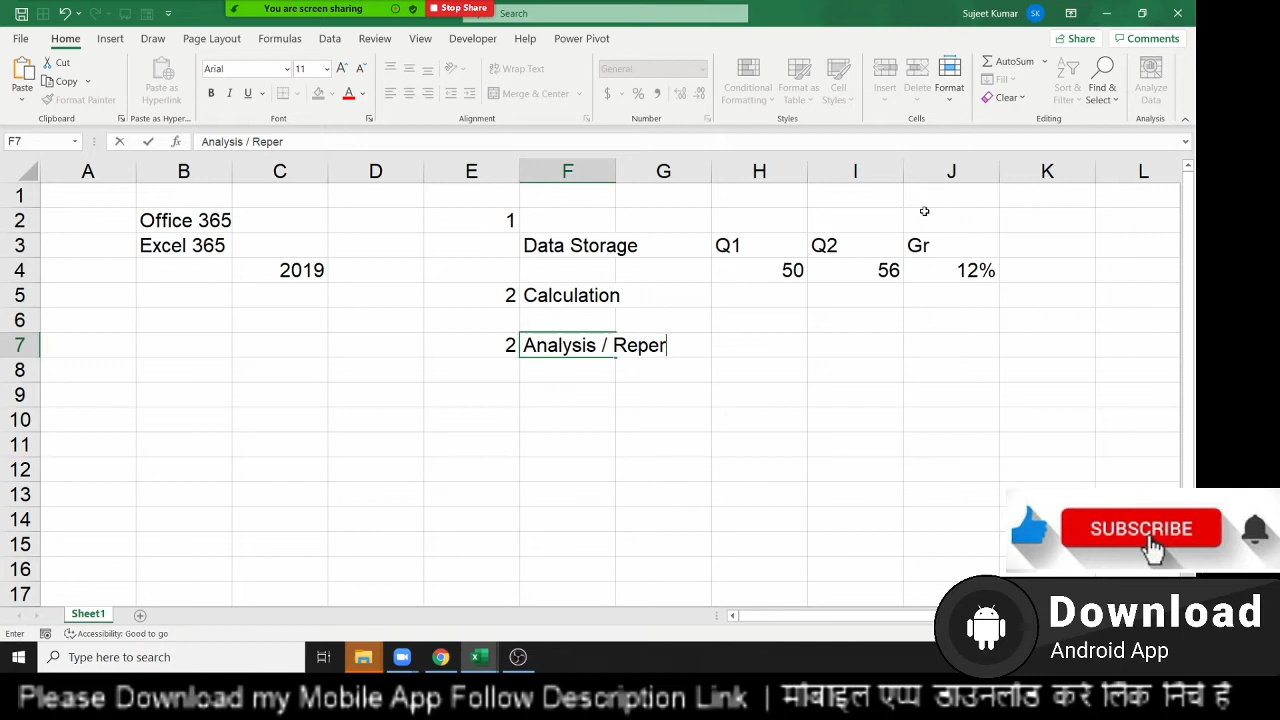 You are screen sharing
Stop Share
Search
Sujeet Kumar
SK
File Home Insert Draw Page Layout Formulas Data Review View Developer Help Power Pivot
Share
Comments
Paste
Cut
Copy
Format Painter
Clipboard
Paste as Hyperlink
Paste as Hyper...
Arial
11
B I U
Font
Wrap Text
Merge & Center
Alignment
General
$ % ,
Number
Conditional Formatting
Format as Table
Cell Styles
Styles
Insert
Delete
Format
Cells
AutoSum
Fill
Clear
Sort & Filter
Find & Select
Editing
Analyze Data
Analysis
F7
fx
Analysis / Reper
A B C D E F G H I J K L
1
2 Office 365 1
3 Excel 365 Data Storage Q1 Q2 Gr
4 2019 50 56 12%
5 2 Calculation
6
7 2 Analysis / Reper
8
9
10
11
12
13
14
15
16
17
SUBSCRIBE
Download
Android App
Sheet1
Enter
Accessibility: Good to go
Type here to search
Please Download my Mobile App Follow Description Link | मोबाइल एप्प डाउनलोड करे लिंक निचे है